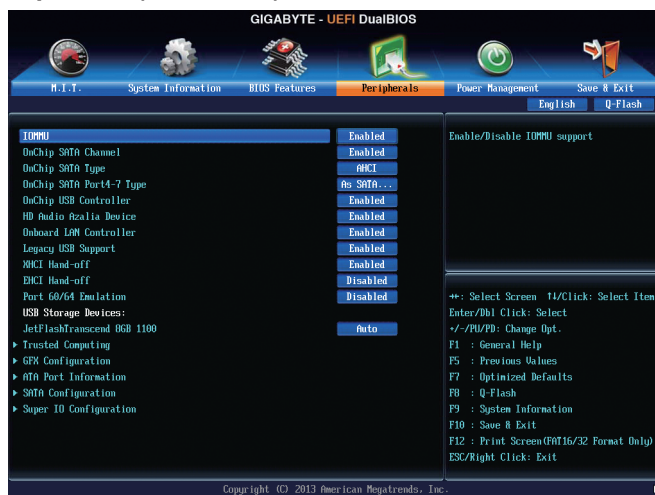 GIGABYTE - UEFI DualBIOS
M.I.T.
System Information
BIOS Features
Peripherals
Power Management
Save & Exit
English
Q-Flash
IOMMU Enabled
OnChip SATA Channel Enabled
OnChip SATA Type AHCI
OnChip SATA Port4-7 Type As SATA...
OnChip USB Controller Enabled
HD Audio Azalia Device Enabled
Onboard LAN Controller Enabled
Legacy USB Support Enabled
XHCI Hand-off Enabled
EHCI Hand-off Disabled
Port 60/64 Emulation Disabled
USB Storage Devices:
JetFlashTranscend 8GB 1100 Auto
Trusted Computing
GFX Configuration
ATA Port Information
SATA Configuration
Super IO Configuration
Enable/Disable IOMMU support
→←: Select Screen ↑↓/Click: Select Item
Enter/Dbl Click: Select
+/-/PU/PD: Change Opt.
F1 : General Help
F5 : Previous Values
F7 : Optimized Defaults
F8 : Q-Flash
F9 : System Information
F10 : Save & Exit
F12 : Print Screen(FAT16/32 Format Only)
ESC/Right Click: Exit
Copyright (C) 2013 American Megatrends, Inc.